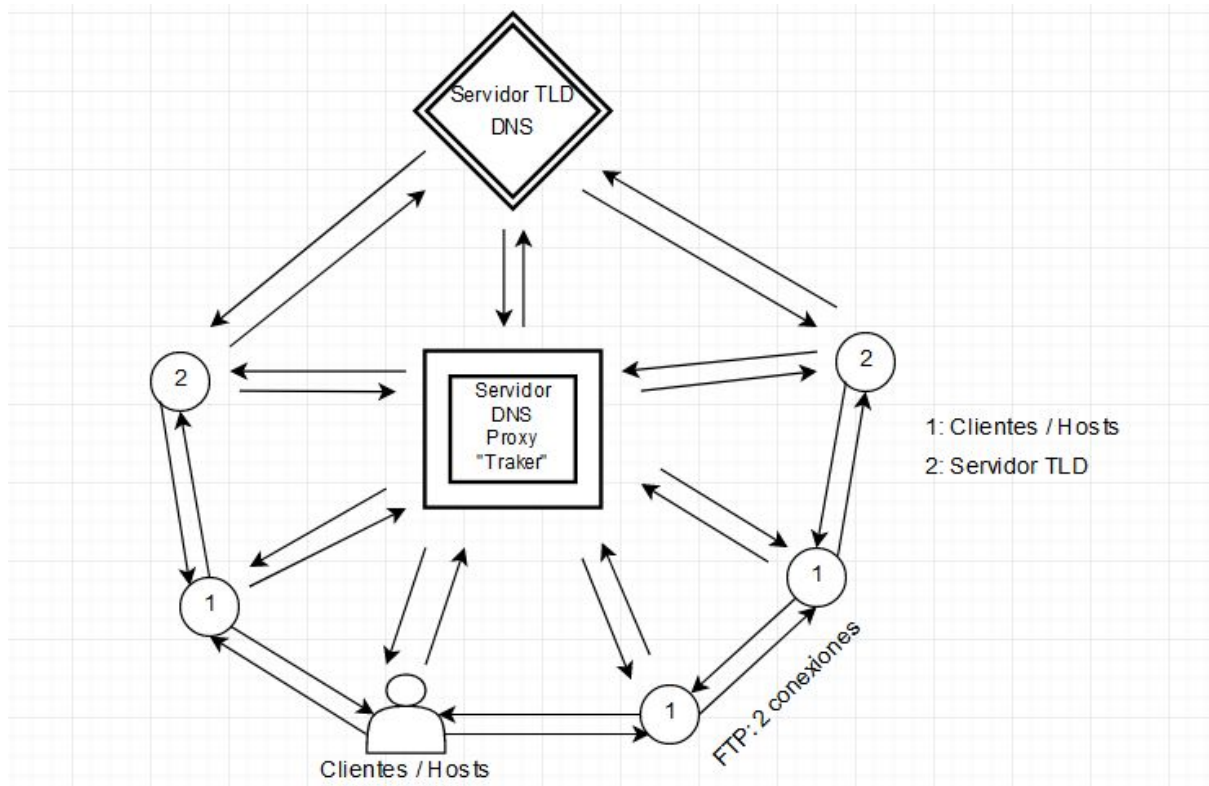 Servidor TLD
DNS
2
Servidor
DNS
Proxy
"Traker"
2
1: Clientes / Hosts
2: Servidor TLD
1
1
1
FTP: 2 conexiones
Clientes / Hosts